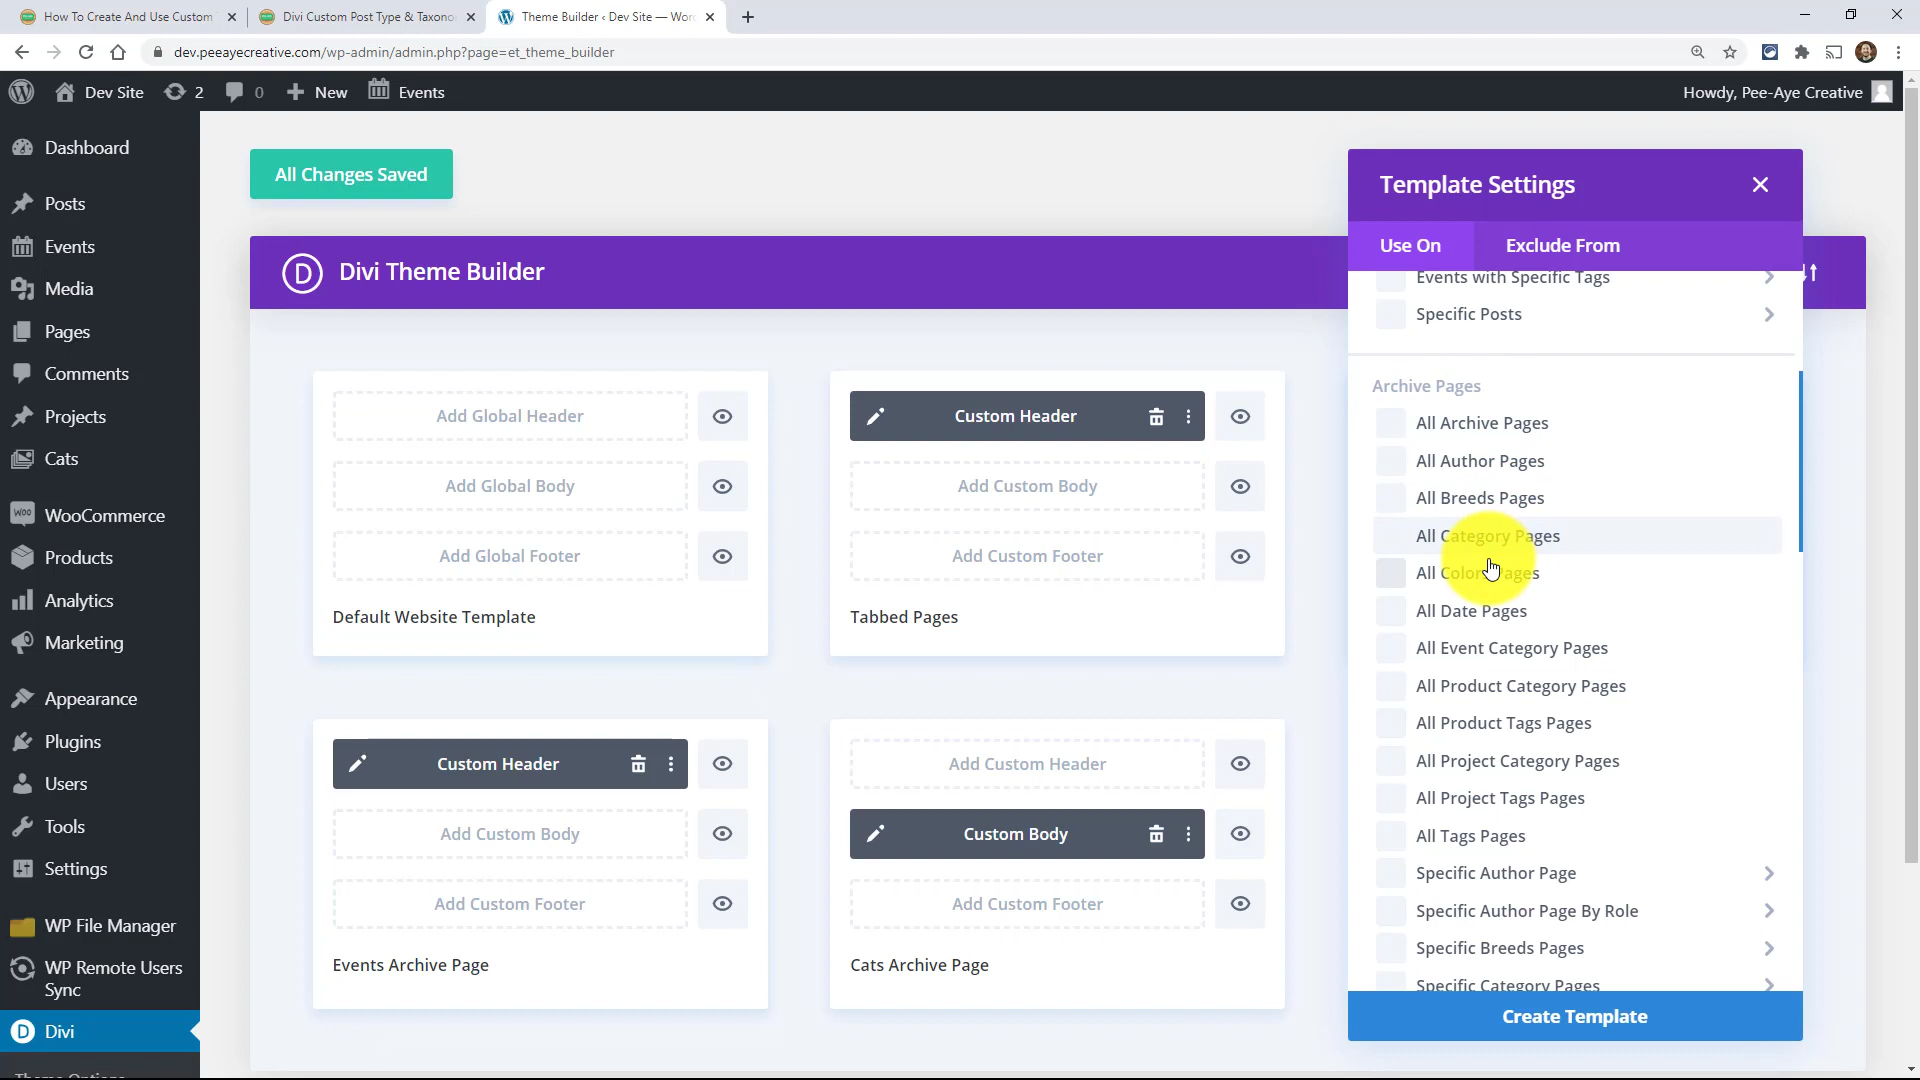 How To Create And Use Custom
Divi Custom Post Type & Taxono
Theme Builder ‹ Dev Site — Wor
dev.peeayecreative.com/wp-admin/admin.php?page=et_theme_builder
Dev Site
2
0
New
Events
Howdy, Pee-Aye Creative
Dashboard
Posts
Events
Media
Pages
Comments
Projects
Cats
WooCommerce
Products
Analytics
Marketing
Appearance
Plugins
Users
Tools
Settings
WP File Manager
WP Remote Users
Sync
Divi
Theme Options
All Changes Saved
D
Divi Theme Builder
Add Global Header
Add Global Body
Add Global Footer
Default Website Template
Custom Header
Add Custom Body
Add Custom Footer
Tabbed Pages
Custom Header
Add Custom Body
Add Custom Footer
Events Archive Page
Add Custom Header
Custom Body
Add Custom Footer
Cats Archive Page
Template Settings
Use On
Exclude From
Events with Specific Tags
Specific Posts
Archive Pages
All Archive Pages
All Author Pages
All Breeds Pages
All Category Pages
All Colors Pages
All Date Pages
All Event Category Pages
All Product Category Pages
All Product Tags Pages
All Project Category Pages
All Project Tags Pages
All Tags Pages
Specific Author Page
Specific Author Page By Role
Specific Breeds Pages
Specific Category Pages
Create Template